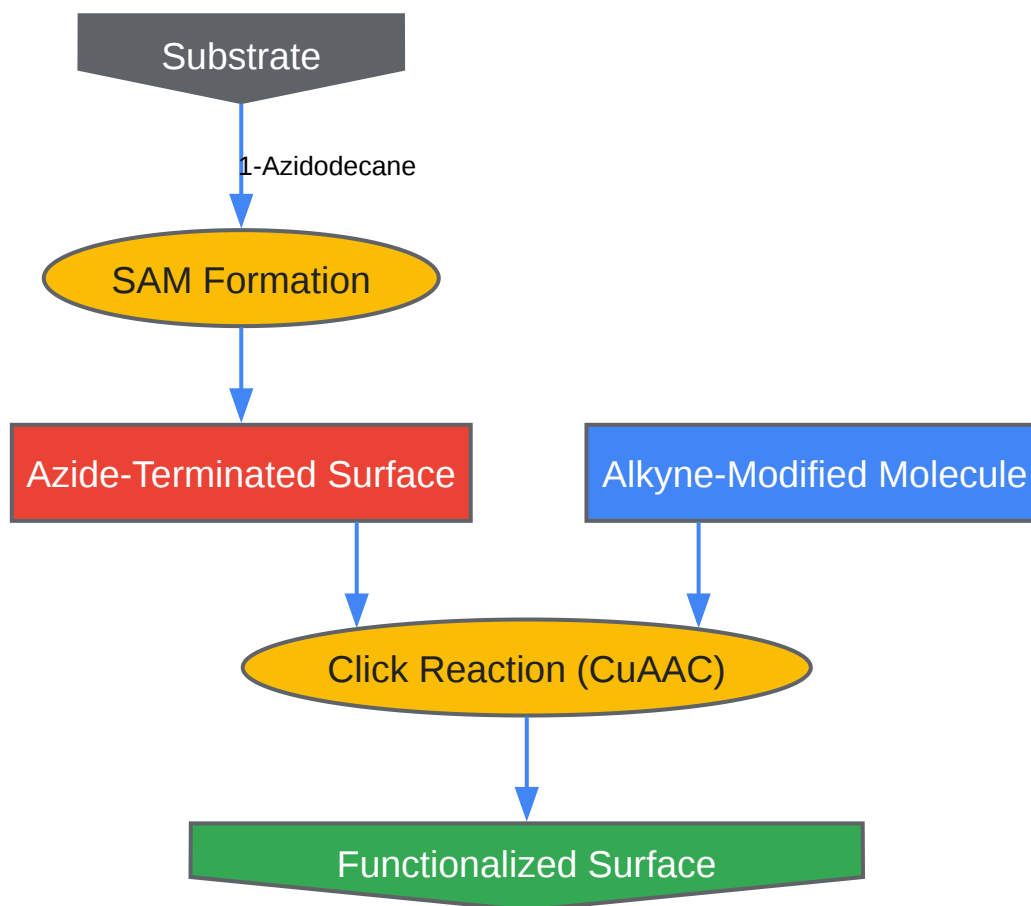 Substrate
1-Azidodecane
SAM Formation
Azide-Terminated Surface
Alkyne-Modified Molecule
Click Reaction (CuAAC)
Functionalized Surface